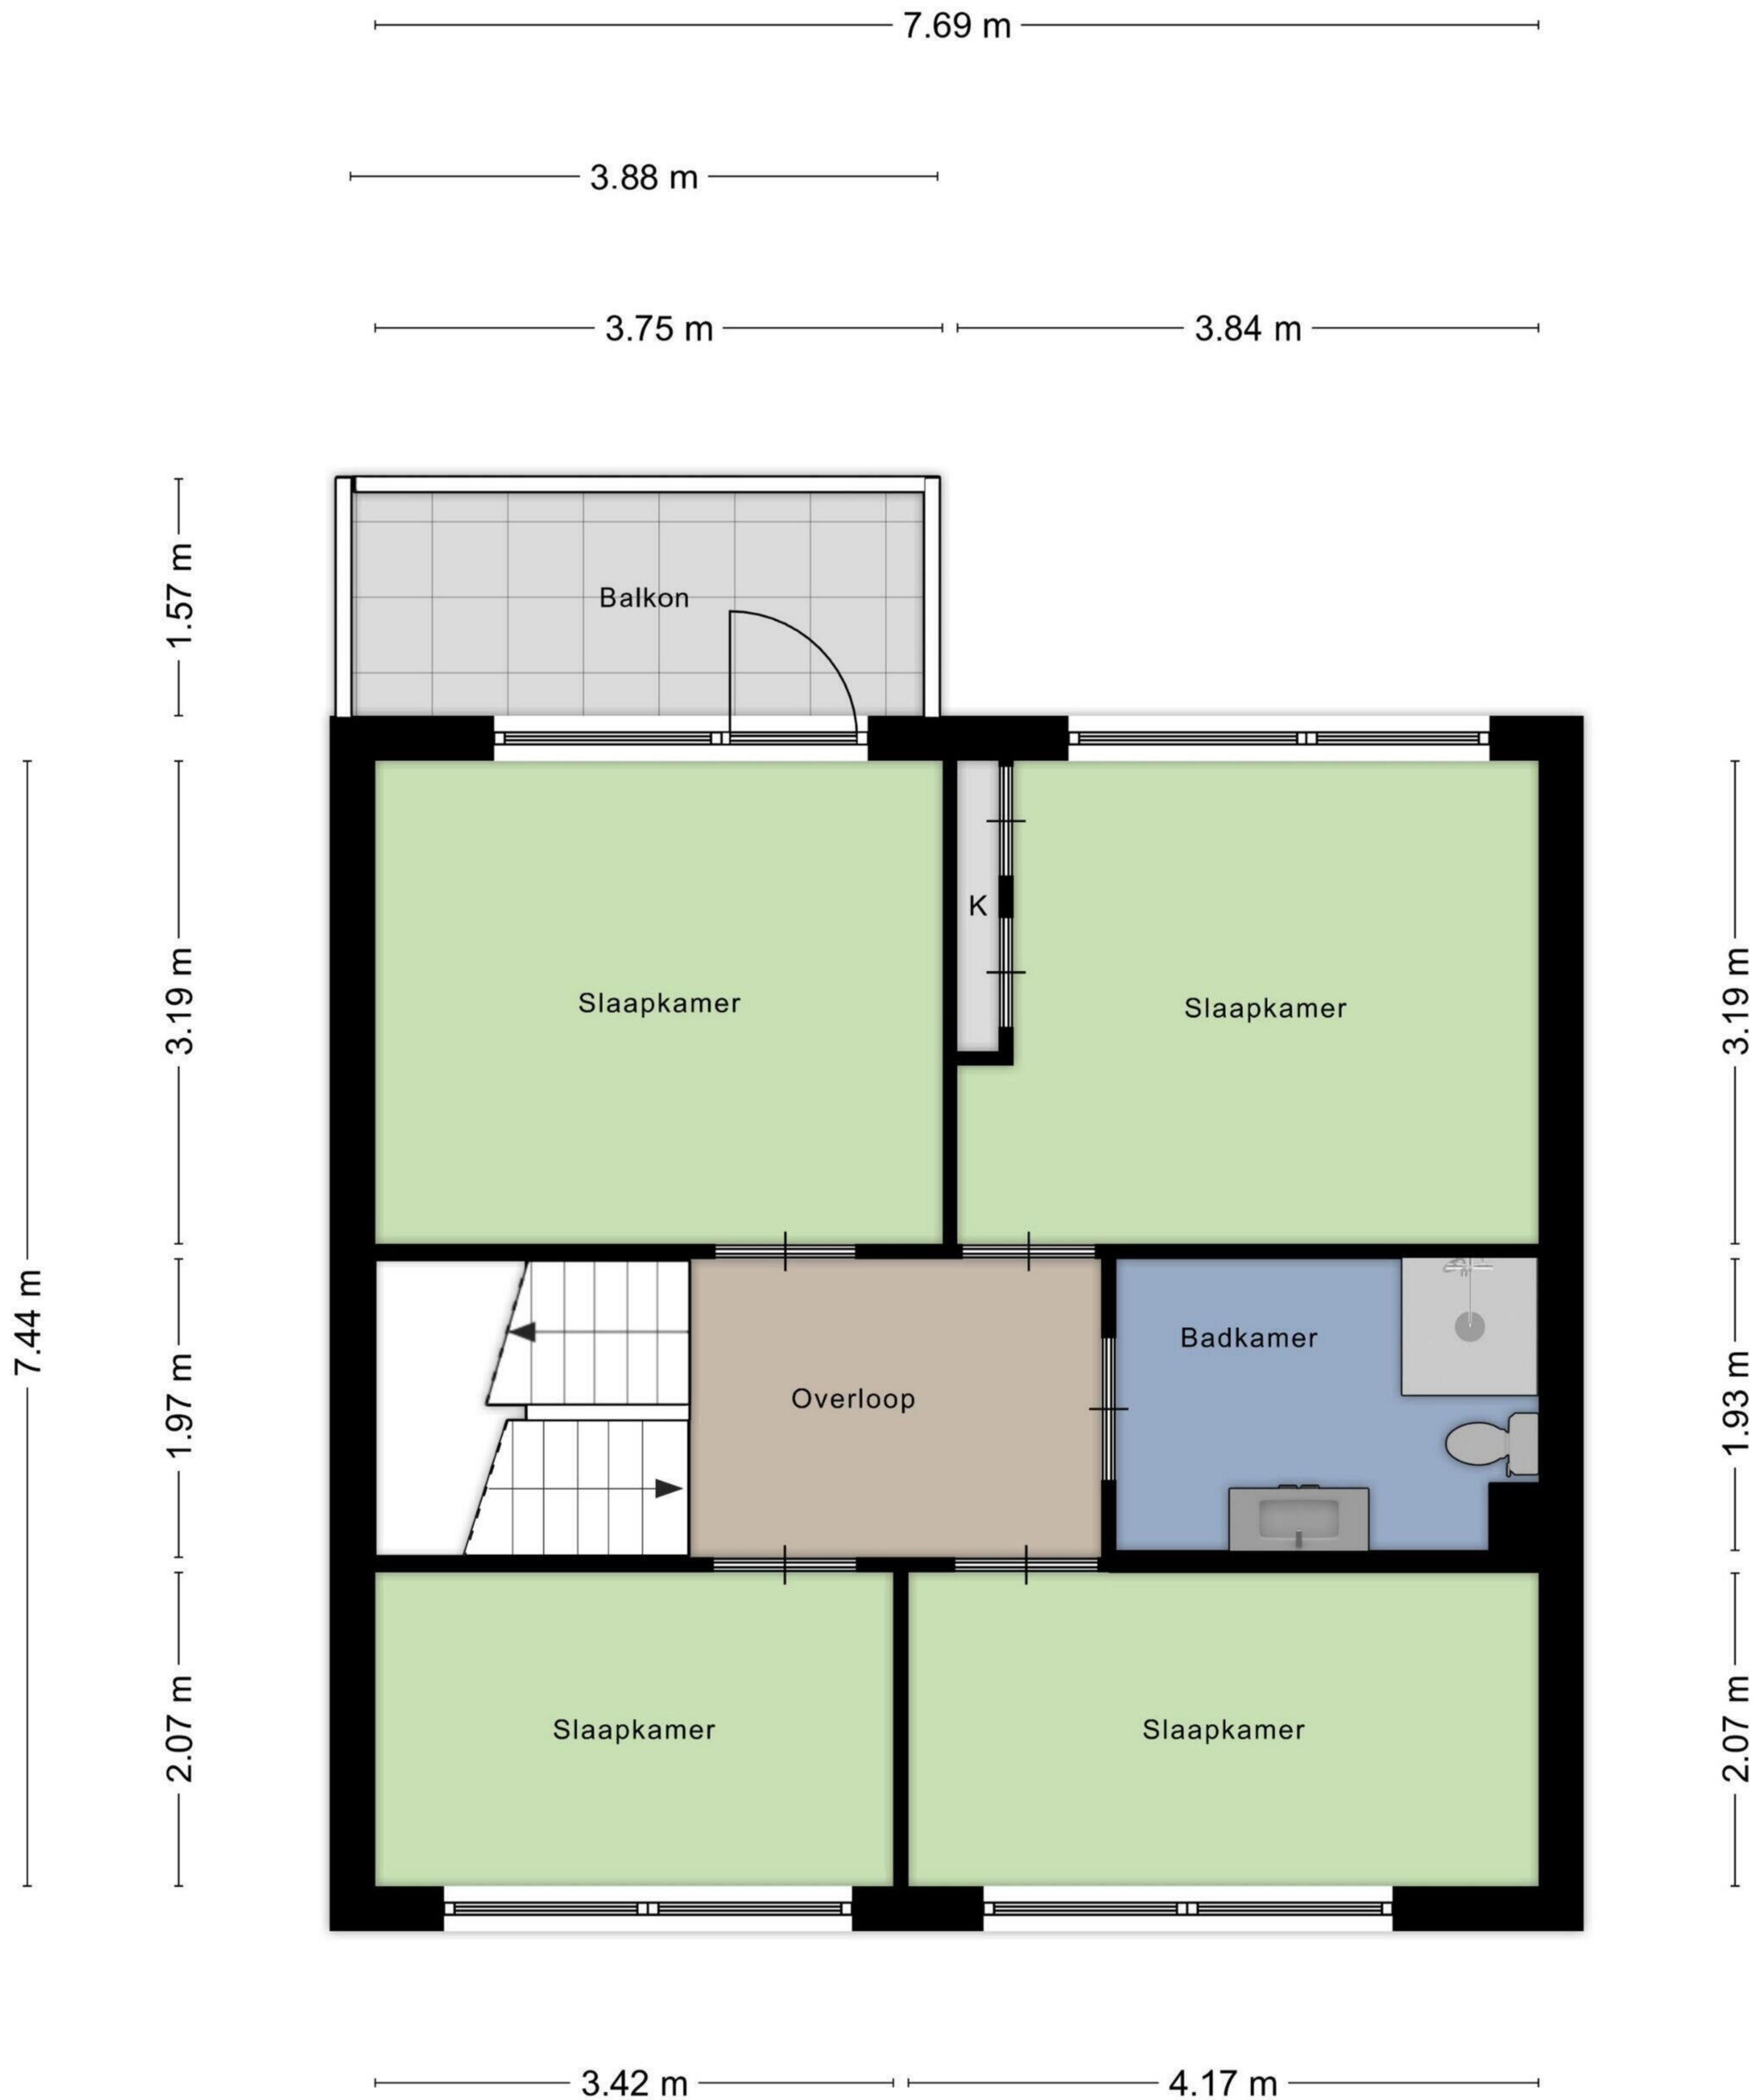 7.69 m
3.88 m
3.75 m
3.84 m
1.57 m
Balkon
3.19 m
K
3.19 m
Slaapkamer
Slaapkamer
7.44 m
1.97 m
Overloop
Badkamer
1.93 m
2.07 m
Slaapkamer
Slaapkamer
2.07 m
3.42 m
4.17 m